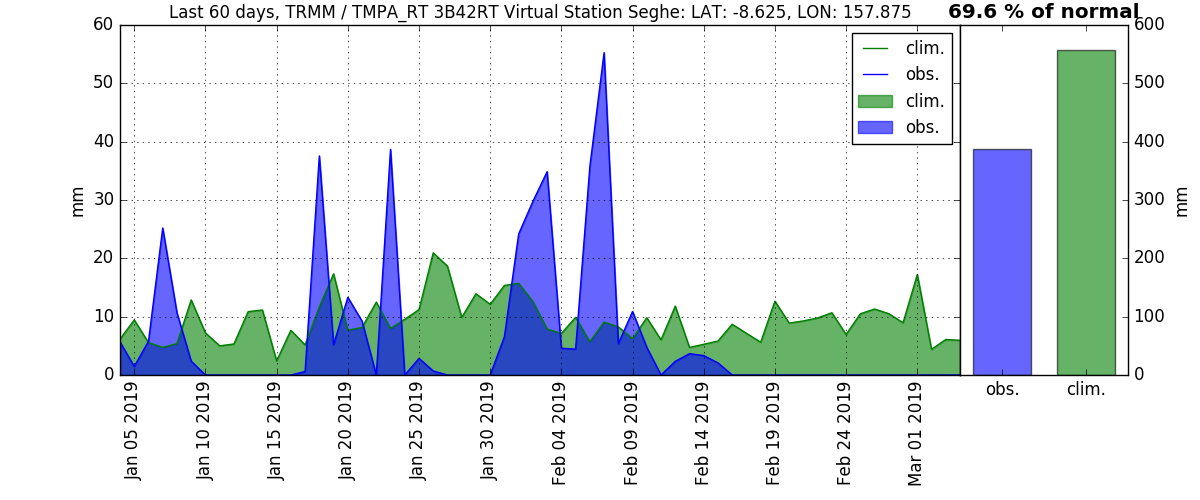 Last 60 days, TRMM / TMPA_RT 3B42RT Virtual Station Seghe: LAT: -8.625, LON: 157.875
69.6 % of normal
60
50
40
30
20
10
0
mm
clim.
obs.
clim.
obs.
600
500
400
300
200
100
0
mm
Jan 05 2019
Jan 10 2019
Jan 15 2019
Jan 20 2019
Jan 25 2019
Jan 30 2019
Feb 04 2019
Feb 09 2019
Feb 14 2019
Feb 19 2019
Feb 24 2019
Mar 01 2019
obs.
clim.